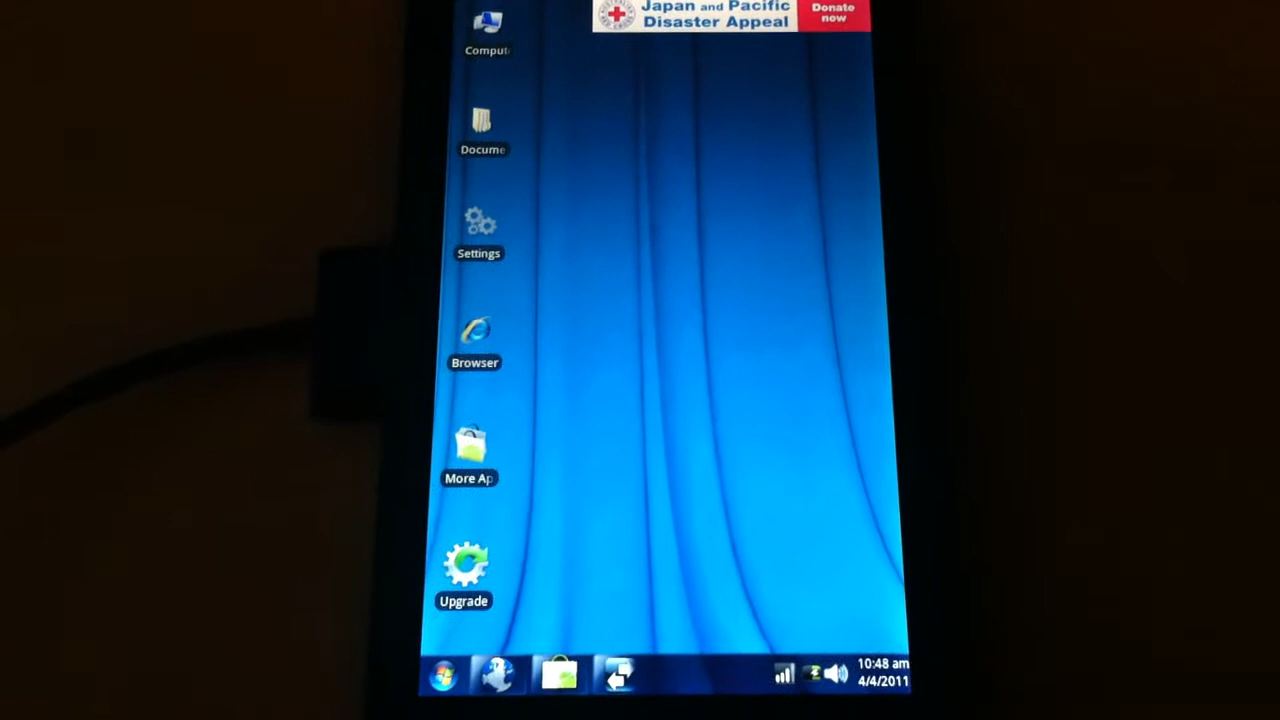 Japan and Pacific
Disaster Appeal
Donate
now
Comput
Docume
Settings
Browser
More Ap
Upgrade
10:48 am
4/4/2011